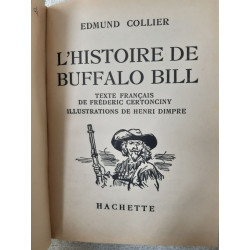 EDMUND COLLIER
L'HISTOIRE DE
BUFFALO BILL
TEXTE FRANÇAIS
DE FRÉDÉRIC CERTONCINY
ILLUSTRATIONS DE HENRI DIMPRE
HACHETTE